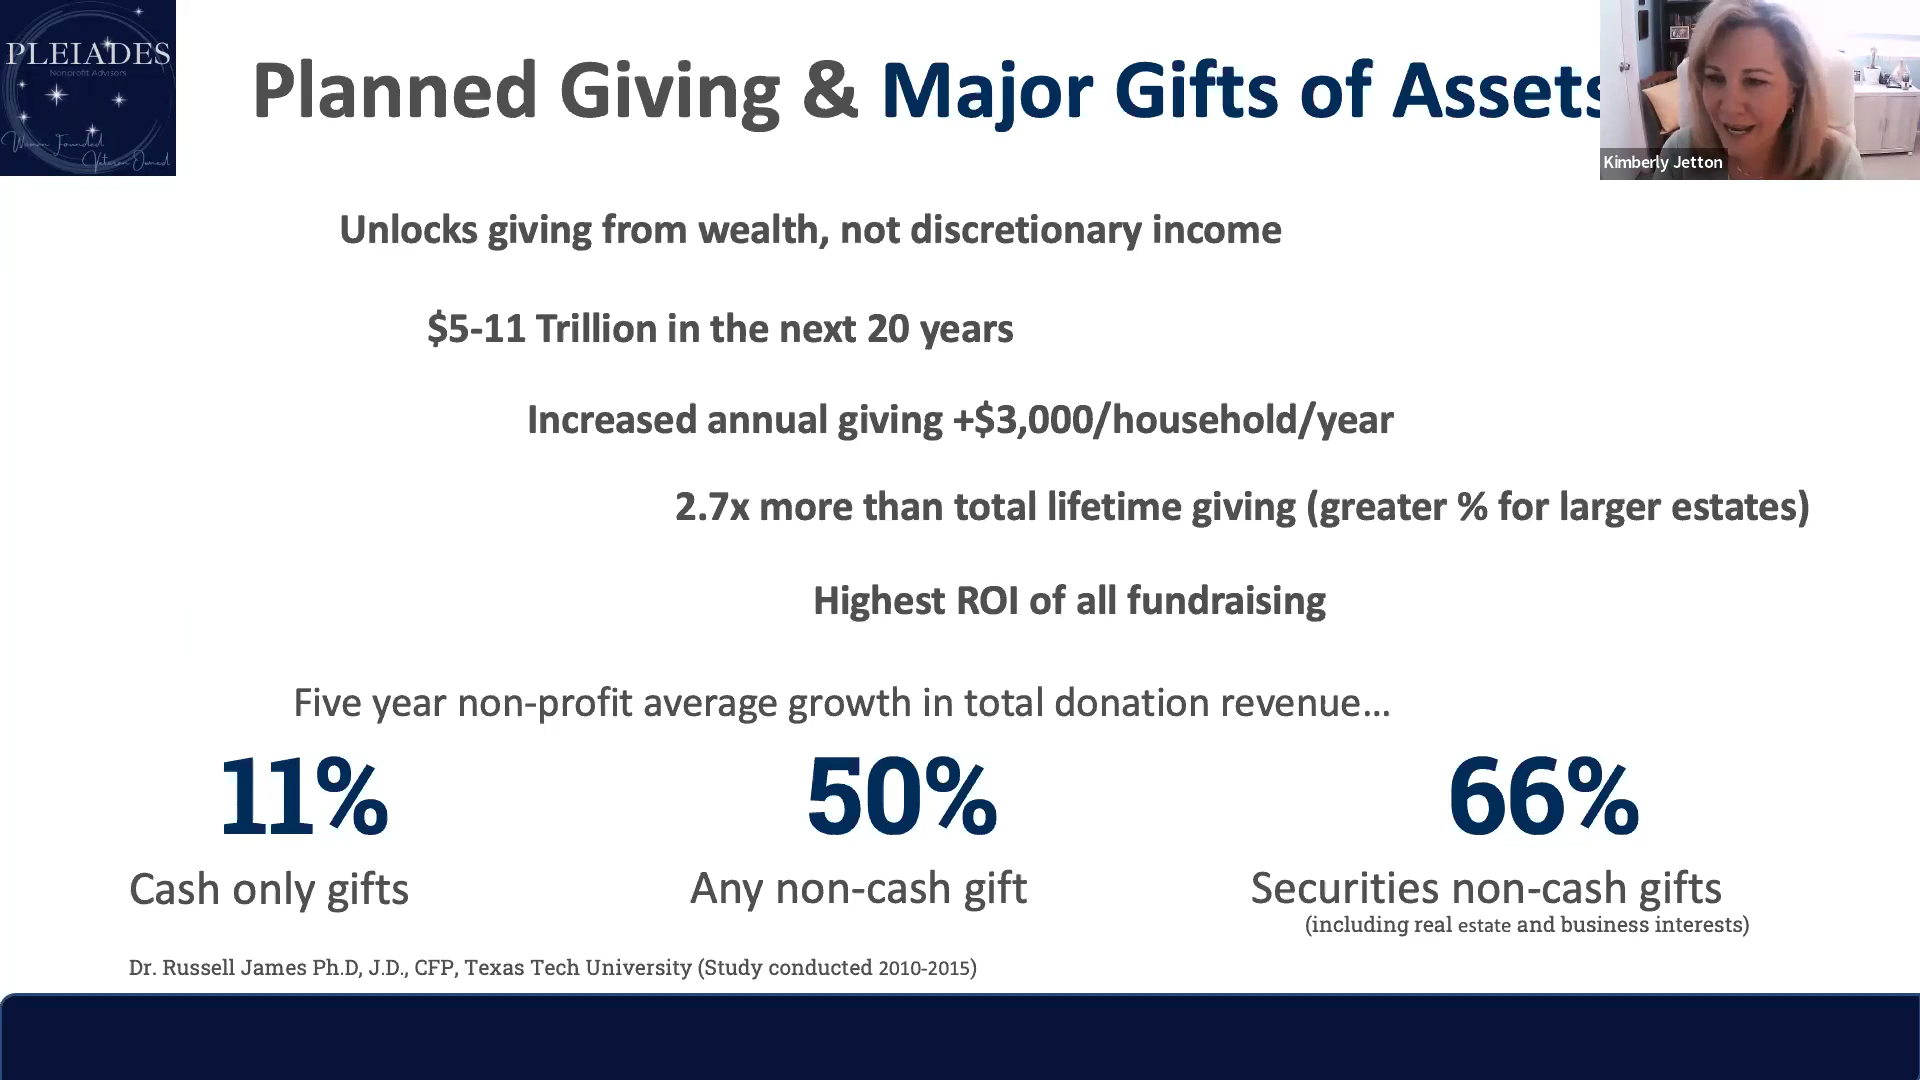 PLEIADES
Nonprofit Advisors
Woman Founded
Veteran Owned
Planned Giving & Major Gifts of Assets
Kimberly Jetton
Unlocks giving from wealth, not discretionary income
$5-11 Trillion in the next 20 years
Increased annual giving +$3,000/household/year
2.7x more than total lifetime giving (greater % for larger estates)
Highest ROI of all fundraising
Five year non-profit average growth in total donation revenue...
11%
50%
66%
Cash only gifts
Any non-cash gift
Securities non-cash gifts
(including real estate and business interests)
Dr. Russell James Ph.D, J.D., CFP, Texas Tech University (Study conducted 2010-2015)